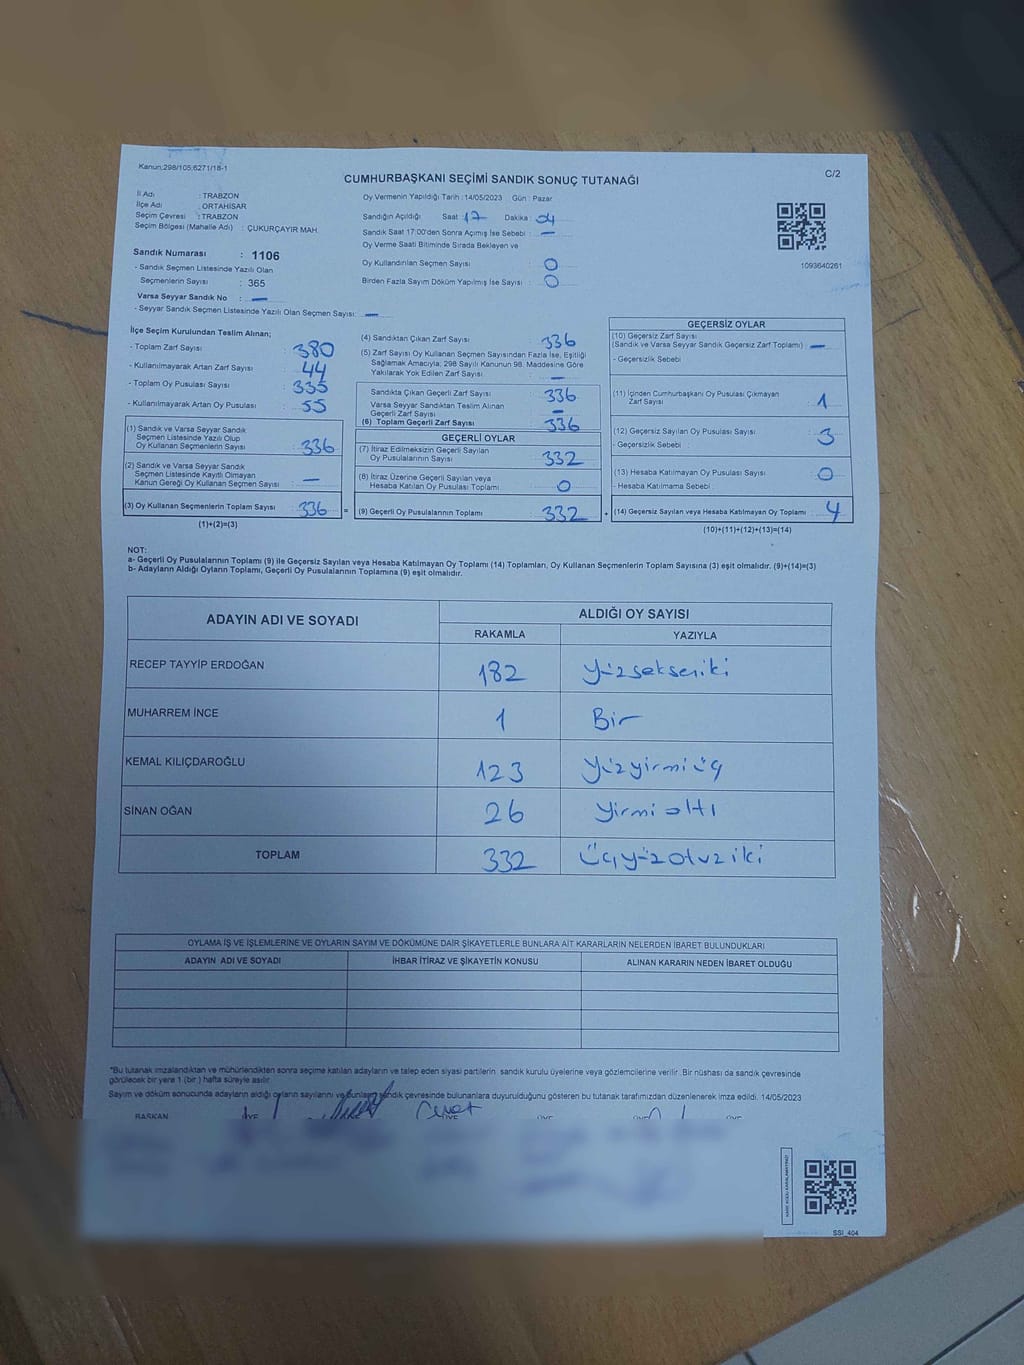 Kanun:298/105;6271/18-1
C/2
CUMHURBAŞKANI SEÇİMİ SANDIK SONUÇ TUTANAĞI
İl Adı : TRABZON
İlçe Adı : ORTAHİSAR
Seçim Çevresi : TRABZON
Seçim Bölgesi (Mahalle Adı) : ÇUKURÇAYIR MAH.
Oy Vermenin Yapıldığı Tarih : 14/05/2023 Gün : Pazar
Sandığın Açıldığı Saat : 17 Dakika : 04
Sandık Saat 17:00'den Sonra Açımış İse Sebebi : —
Oy Verme Saati Bitiminde Sırada Bekleyen ve
Oy Kullandırılan Seçmen Sayısı : 0
Birden Fazla Sayım Döküm Yapılmış İse Sayısı : 0
1093640261
Sandık Numarası : 1106
- Sandık Seçmen Listesinde Yazılı Olan
Seçmenlerin Sayısı : 365
Varsa Seyyar Sandık No : —
- Seyyar Sandık Seçmen Listesinde Yazılı Olan Seçmen Sayısı: —
İlçe Seçim Kurulundan Teslim Alınan;
- Toplam Zarf Sayısı : 380
- Kullanılmayarak Artan Zarf Sayısı : 44
- Toplam Oy Pusulası Sayısı : 335
- Kullanılmayarak Artan Oy Pusulası : 55
(1) Sandık ve Varsa Seyyar Sandık
Seçmen Listesinde Yazılı Olup
Oy Kullanan Seçmenlerin Sayısı : 336
(2) Sandık ve Varsa Seyyar Sandık
Seçmen Listesinde Kayıtlı Olmayan
Kanun Gereği Oy Kullanan Seçmen Sayısı : —
(3) Oy Kullanan Seçmenlerin Toplam Sayısı : 336 =
(1)+(2)=(3)
(4) Sandıktan Çıkan Zarf Sayısı : 336
(5) Zarf Sayısı Oy Kullanan Seçmen Sayısından Fazla İse, Eşitliği
Sağlamak Amacıyla; 298 Sayılı Kanunun 98. Maddesine Göre
Yakılarak Yok Edilen Zarf Sayısı : —
Sandıkta Çıkan Geçerli Zarf Sayısı : 336
Varsa Seyyar Sandıktan Teslim Alınan
Geçerli Zarf Sayısı : —
(6) Toplam Geçerli Zarf Sayısı : 336
GEÇERLİ OYLAR
(7) İtiraz Edilmeksizin Geçerli Sayılan
Oy Pusulalarının Sayısı : 332
(8) İtiraz Üzerine Geçerli Sayılan veya
Hesaba Katılan Oy Pusulası Toplamı : 0
(9) Geçerli Oy Pusulalarının Toplamı : 332 +
GEÇERSİZ OYLAR
(10) Geçersiz Zarf Sayısı
(Sandık ve Varsa Seyyar Sandık Geçersiz Zarf Toplamı) : —
- Geçersizlik Sebebi :
(11) İçinden Cumhurbaşkanı Oy Pusulası Çıkmayan
Zarf Sayısı : 1
(12) Geçersiz Sayılan Oy Pusulası Sayısı : 3
- Geçersizlik Sebebi :
(13) Hesaba Katılmayan Oy Pusulası Sayısı : 0
- Hesaba Katılmama Sebebi :
(14) Geçersiz Sayılan veya Hesaba Katılmayan Oy Toplamı : 4
(10)+(11)+(12)+(13)=(14)
NOT:
a- Geçerli Oy Pusulalarının Toplamı (9) ile Geçersiz Sayılan veya Hesaba Katılmayan Oy Toplamı (14) Toplamları, Oy Kullanan Seçmenlerin Toplam Sayısına (3) eşit olmalıdır. (9)+(14)=(3)
b- Adayların Aldığı Oyların Toplamı, Geçerli Oy Pusulalarının Toplamına (9) eşit olmalıdır.
ADAYIN ADI VE SOYADI ALDIĞI OY SAYISI
RAKAMLA YAZIYLA
RECEP TAYYİP ERDOĞAN 182 Yüzsekseniki
MUHARREM İNCE 1 Bir
KEMAL KILIÇDAROĞLU 123 Yüzyirmiüç
SİNAN OĞAN 26 Yirmialtı
TOPLAM 332 Üçyüzotuziki
OYLAMA İŞ VE İŞLEMLERİNE VE OYLARIN SAYIM VE DÖKÜMÜNE DAİR ŞİKAYETLERLE BUNLARA AİT KARARLARIN NELERDEN İBARET BULUNDUKLARI
ADAYIN ADI VE SOYADI İHBAR İTİRAZ VE ŞİKAYETİN KONUSU ALINAN KARARIN NEDEN İBARET OLDUĞU
*Bu tutanak imzalandıktan ve mühürlendikten sonra seçime katılan adayların ve talep eden siyasi partilerin, sandık kurulu üyelerine veya gözlemcilerine verilir. Bir nüshası da sandık çevresinde
görülecek bir yere 1 (bir) hafta süreyle asılır.
Sayım ve döküm sonucunda adayların aldığı oyların sayılarını ve bunların sandık çevresinde bulunanlara duyurulduğunu gösteren bu tutanak tarafımızdan düzenlenerek imza edildi. 14/05/2023
BAŞKAN ÜYE ÜYE ÜYE ÜYE
SSİ_404